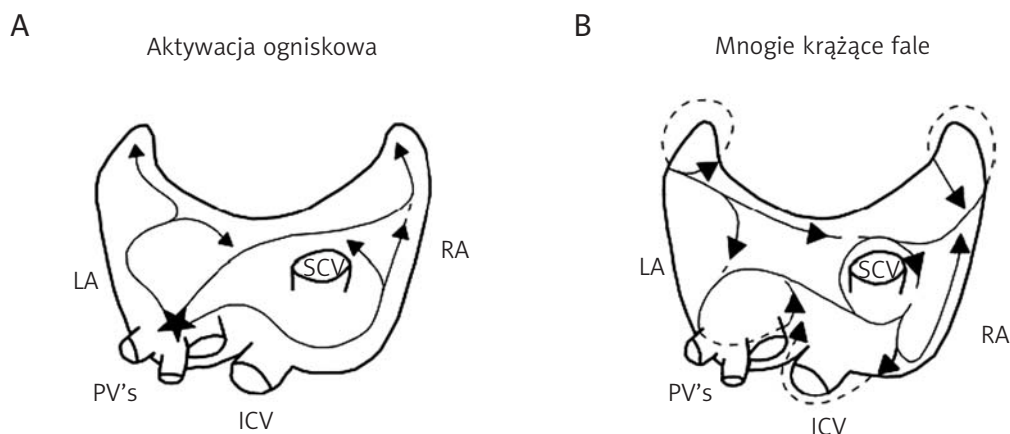 A
Aktywacja ogniskowa
LA
SCV
RA
PV's
ICV
B
Mnogie krążące fale
LA
SCV
RA
PV's
ICV